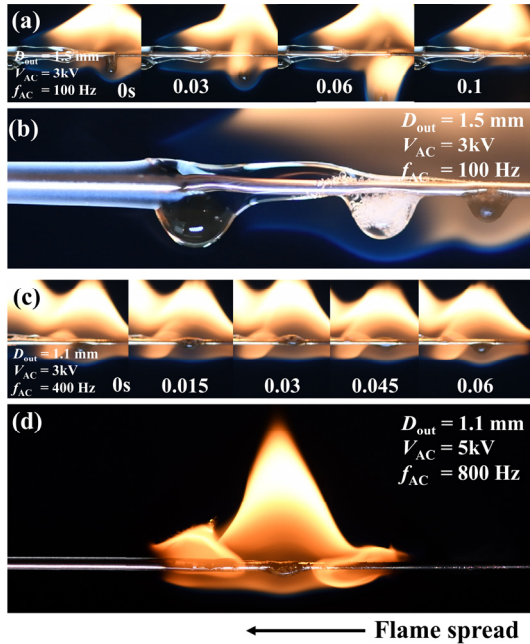 (a)
D_out = 1.5 mm
V_AC = 3kV
f_AC = 100 Hz
0s
0.03
0.06
0.1
(b)
D_out = 1.5 mm
V_AC = 3kV
f_AC = 100 Hz
(c)
D_out = 1.1 mm
V_AC = 3kV
f_AC = 400 Hz
0s
0.015
0.03
0.045
0.06
(d)
D_out = 1.1 mm
V_AC = 5kV
f_AC = 800 Hz
Flame spread